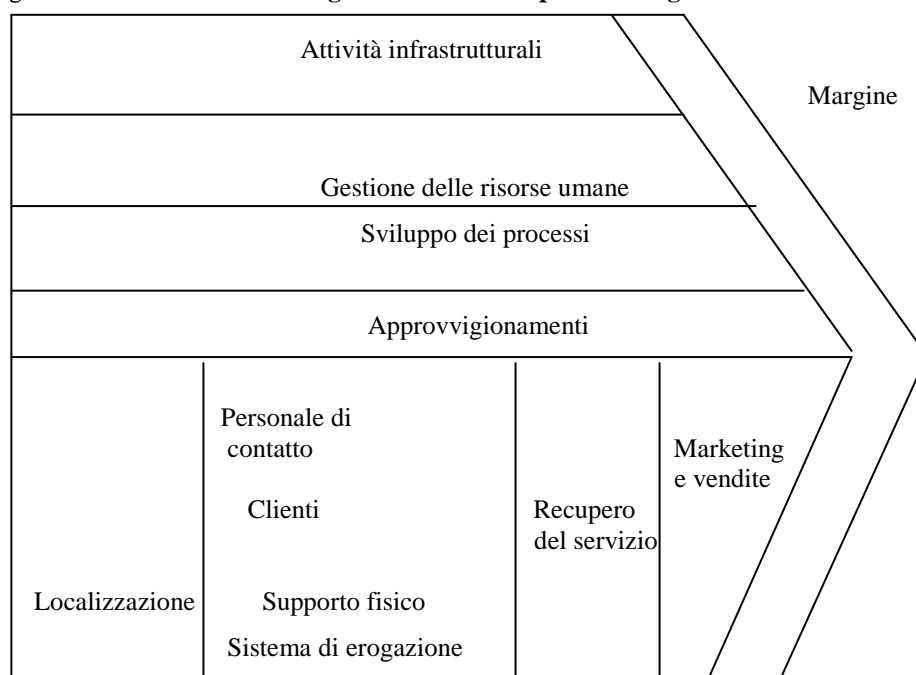 Attività infrastrutturali
Margine
Gestione delle risorse umane
Sviluppo dei processi
Approvvigionamenti
Personale di
contatto
Clienti
Supporto fisico
Sistema di erogazione
Localizzazione
Recupero
del servizio
Marketing
e vendite